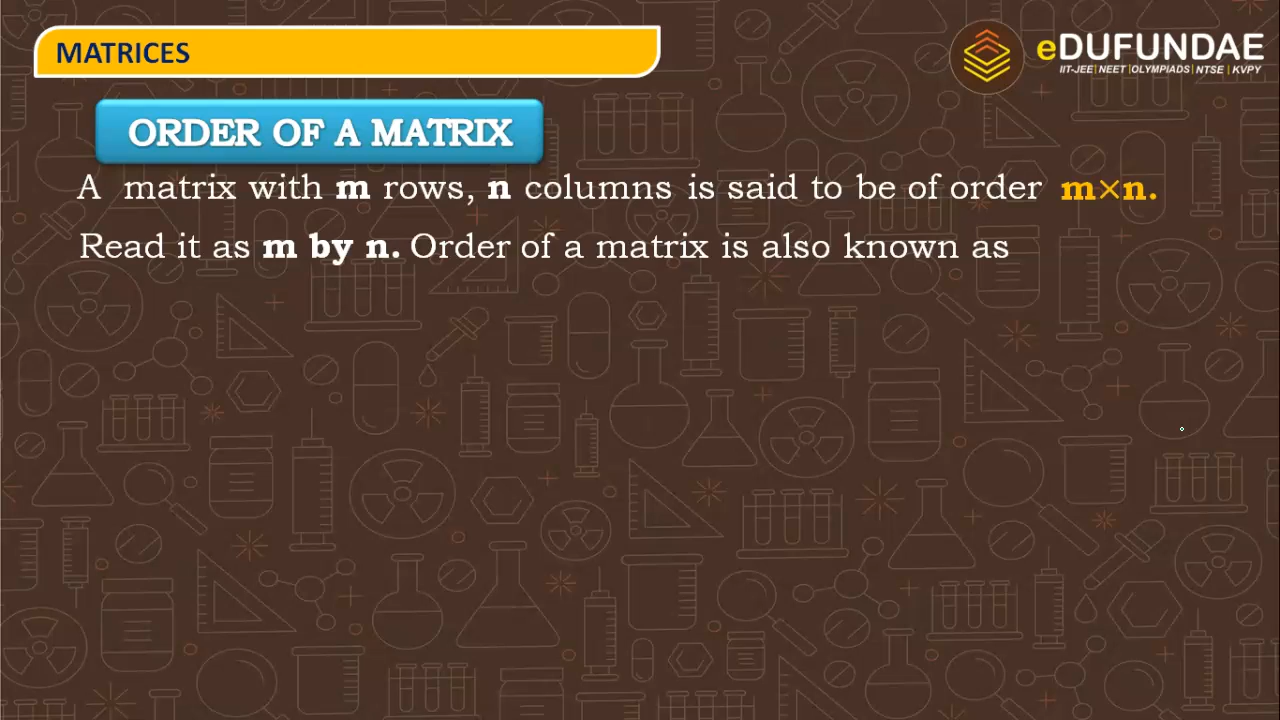 MATRICES
eDUFUNDAE
IIT-JEE| NEET |OLYMPIADS| NTSE | KVPY
ORDER OF A MATRIX
A matrix with m rows, n columns is said to be of order m×n.
Read it as m by n. Order of a matrix is also known as